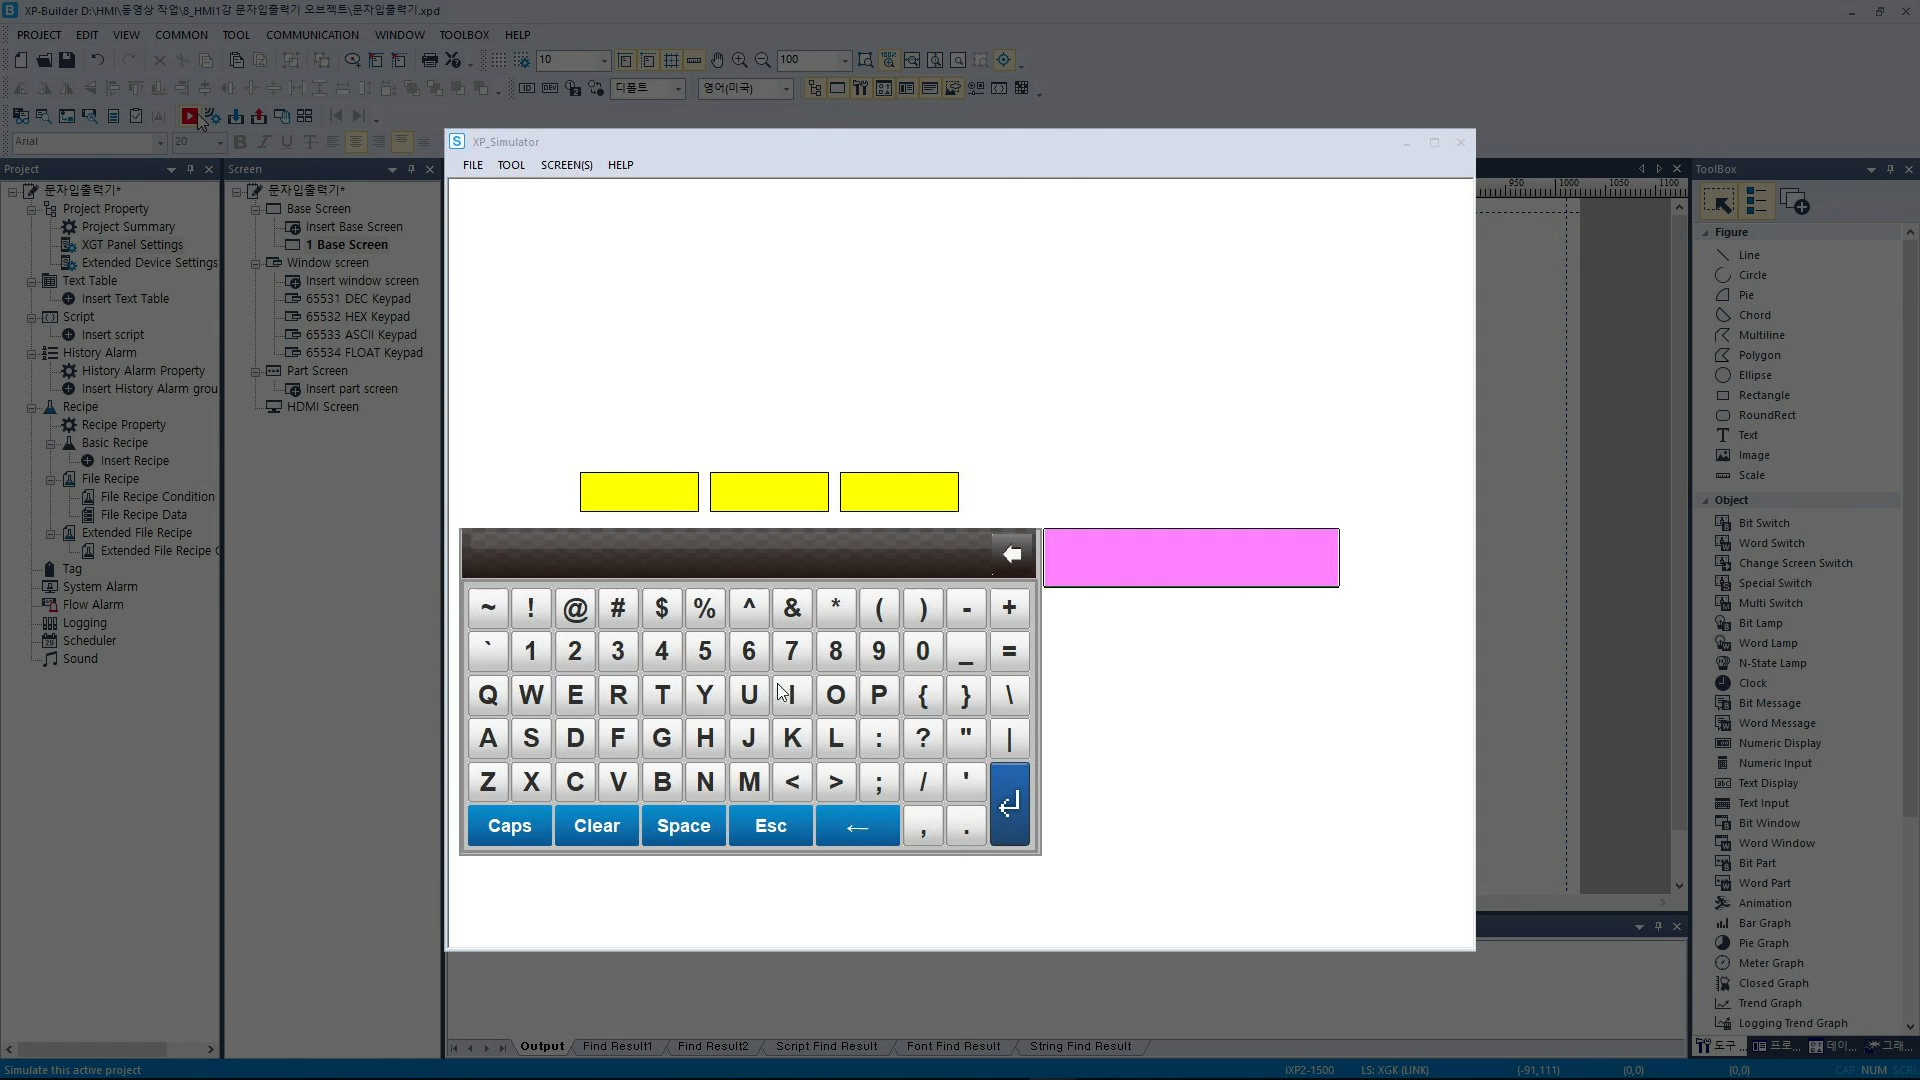 XP-Builder D:\HMI\동영상 작업\8_HMI1강 문자입출력기 오브젝트\문자입출력기.xpd
PROJECT EDIT VIEW COMMON TOOL COMMUNICATION WINDOW TOOLBOX HELP
10 100
디폴트 영어(미국)
Arial 20
XP_Simulator
FILE TOOL SCREEN(S) HELP
Project
문자입출력기*
Project Property
Project Summary
XGT Panel Settings
Extended Device Settings
Text Table
Insert Text Table
Script
Insert script
History Alarm
History Alarm Property
Insert History Alarm grou
Recipe
Recipe Property
Basic Recipe
Insert Recipe
File Recipe
File Recipe Condition
File Recipe Data
Extended File Recipe
Extended File Recipe C
Tag
System Alarm
Flow Alarm
Logging
Scheduler
Sound
Screen
문자입출력기*
Base Screen
Insert Base Screen
1 Base Screen
Window screen
Insert window screen
65531 DEC Keypad
65532 HEX Keypad
65533 ASCII Keypad
65534 FLOAT Keypad
Part Screen
Insert part screen
HDMI Screen
~ ! @ # $ % ^ & * ( ) - +
` 1 2 3 4 5 6 7 8 9 0 _ =
Q W E R T Y U I O P { } \
A S D F G H J K L : ? " |
Z X C V B N M < > ; / '
Caps Clear Space Esc ← , .
950 1000 1050 1100
ToolBox
Figure
Line
Circle
Pie
Chord
Multiline
Polygon
Ellipse
Rectangle
RoundRect
Text
Image
Scale
Object
Bit Switch
Word Switch
Change Screen Switch
Special Switch
Multi Switch
Bit Lamp
Word Lamp
N-State Lamp
Clock
Bit Message
Word Message
Numeric Display
Numeric Input
Text Display
Text Input
Bit Window
Word Window
Bit Part
Word Part
Animation
Bar Graph
Pie Graph
Meter Graph
Closed Graph
Trend Graph
Logging Trend Graph
도구... 프로... 데이... 그래...
Output Find Result1 Find Result2 Script Find Result Font Find Result String Find Result
Simulate this active project iXP2-1500 LS: XGK (LINK) (-91,111) (0,0) (0,0) CAP NUM SCRL